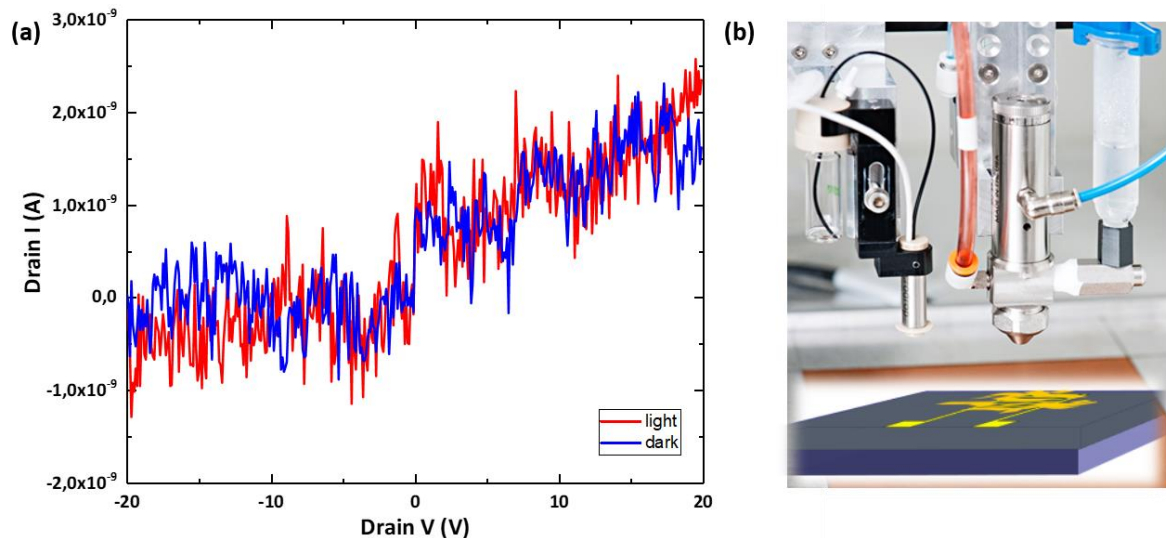 (a)
3,0x10⁻⁹
2,0x10⁻⁹
1,0x10⁻⁹
0,0
-1,0x10⁻⁹
-2,0x10⁻⁹
Drain I (A)
-20
-10
0
10
20
Drain V (V)
light
dark
(b)